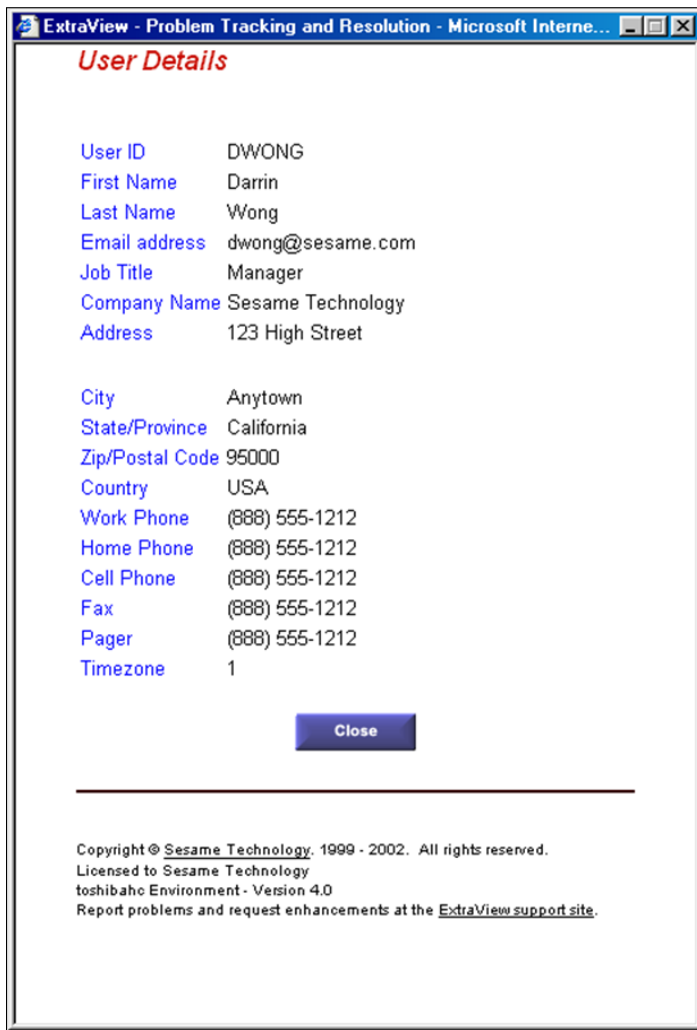 ExtraView - Problem Tracking and Resolution - Microsoft Interne...
User Details
User ID DWONG
First Name Darrin
Last Name Wong
Email address dwong@sesame.com
Job Title Manager
Company Name Sesame Technology
Address 123 High Street
City Anytown
State/Province California
Zip/Postal Code 95000
Country USA
Work Phone (888) 555-1212
Home Phone (888) 555-1212
Cell Phone (888) 555-1212
Fax (888) 555-1212
Pager (888) 555-1212
Timezone 1
Close
Copyright © Sesame Technology. 1999 - 2002. All rights reserved.
Licensed to Sesame Technology
toshibahc Environment - Version 4.0
Report problems and request enhancements at the ExtraView support site.